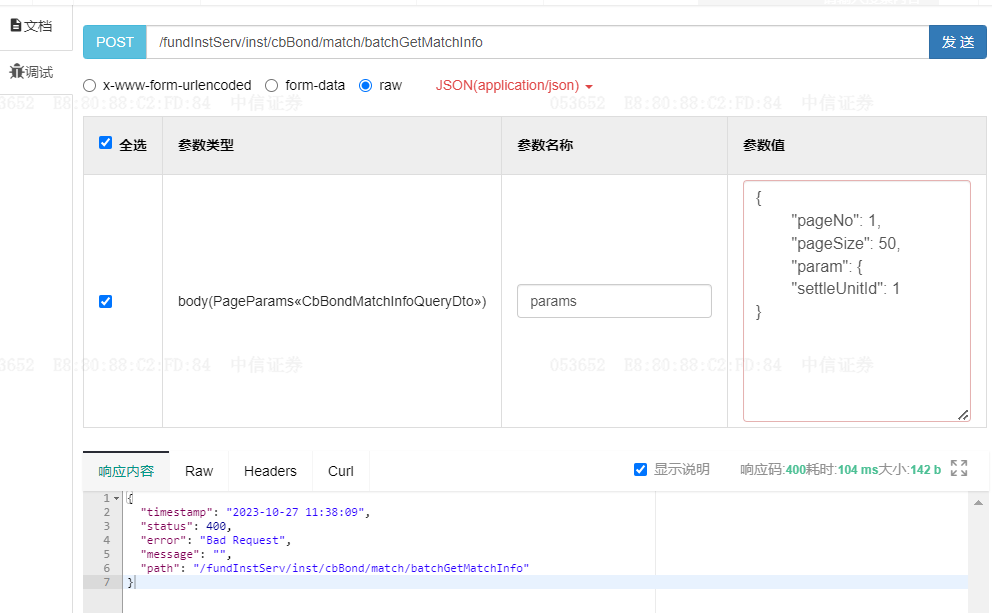 文档
调试
POST /fundInstServ/inst/cbBond/match/batchGetMatchInfo 发 送
x-www-form-urlencoded form-data raw JSON(application/json)
053652 E8:80:88:C2:FD:84 中信证券 053652 E8:80:88:C2:FD:84 中信证券
全选 参数类型 参数名称 参数值
body(PageParams«CbBondMatchInfoQueryDto») params
{
"pageNo": 1,
"pageSize": 50,
"param": {
"settleUnitId": 1
}
053652 E8:80:88:C2:FD:84 中信证券 053652 E8:80:88:C2:FD:84 中信证券
响应内容 Raw Headers Curl 显示说明 响应码:400耗时:104 ms大小:142 b
1 {
2 "timestamp": "2023-10-27 11:38:09",
3 "status": 400,
4 "error": "Bad Request",
5 "message": "",
6 "path": "/fundInstServ/inst/cbBond/match/batchGetMatchInfo"
7 }